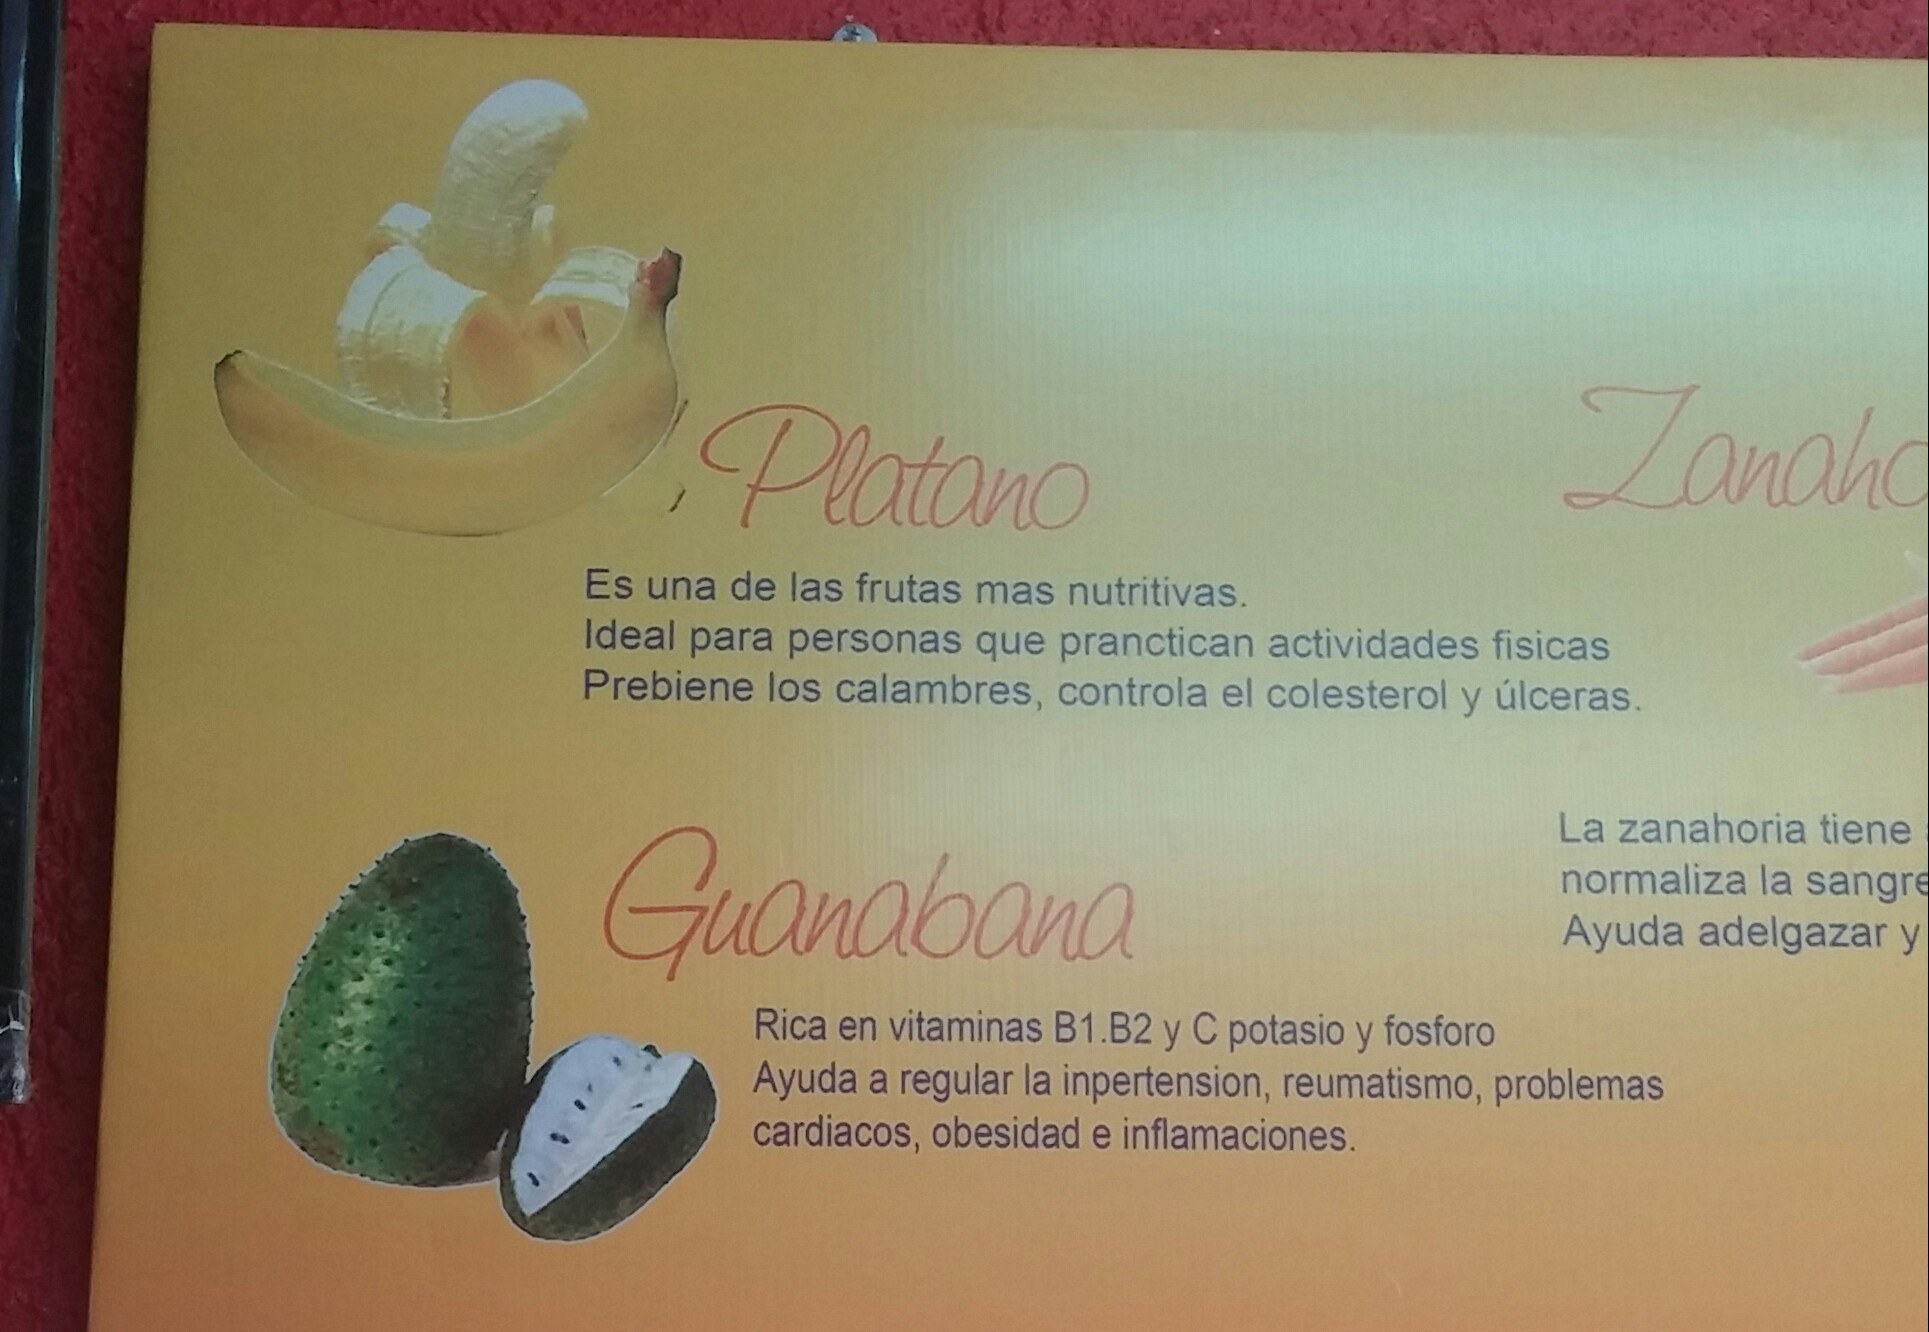 Platano
Es una de las frutas mas nutritivas.
Ideal para personas que pranctican actividades fisicas
Prebiene los calambres, controla el colesterol y úlceras.
Guanabana
Rica en vitaminas B1.B2 y C potasio y fosforo
Ayuda a regular la inpertension, reumatismo, problemas
cardiacos, obesidad e inflamaciones.
Zanaho
La zanahoria tiene
normaliza la sangre
Ayuda adelgazar y